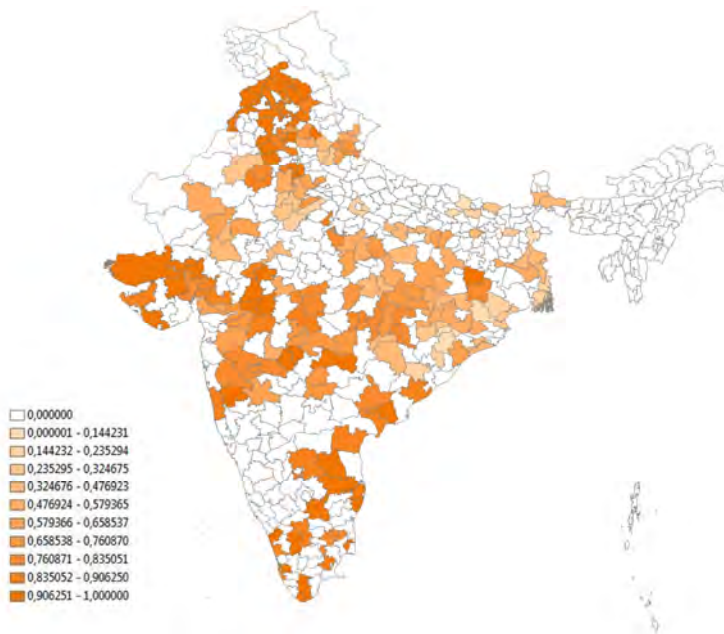 0,000000
0,000001 - 0,144231
0,144232 - 0,235294
0,235295 - 0,324675
0,324676 - 0,476923
0,476924 - 0,579365
0,579366 - 0,658537
0,658538 - 0,760870
0,760871 - 0,835051
0,835052 - 0,906250
0,906251 - 1,000000